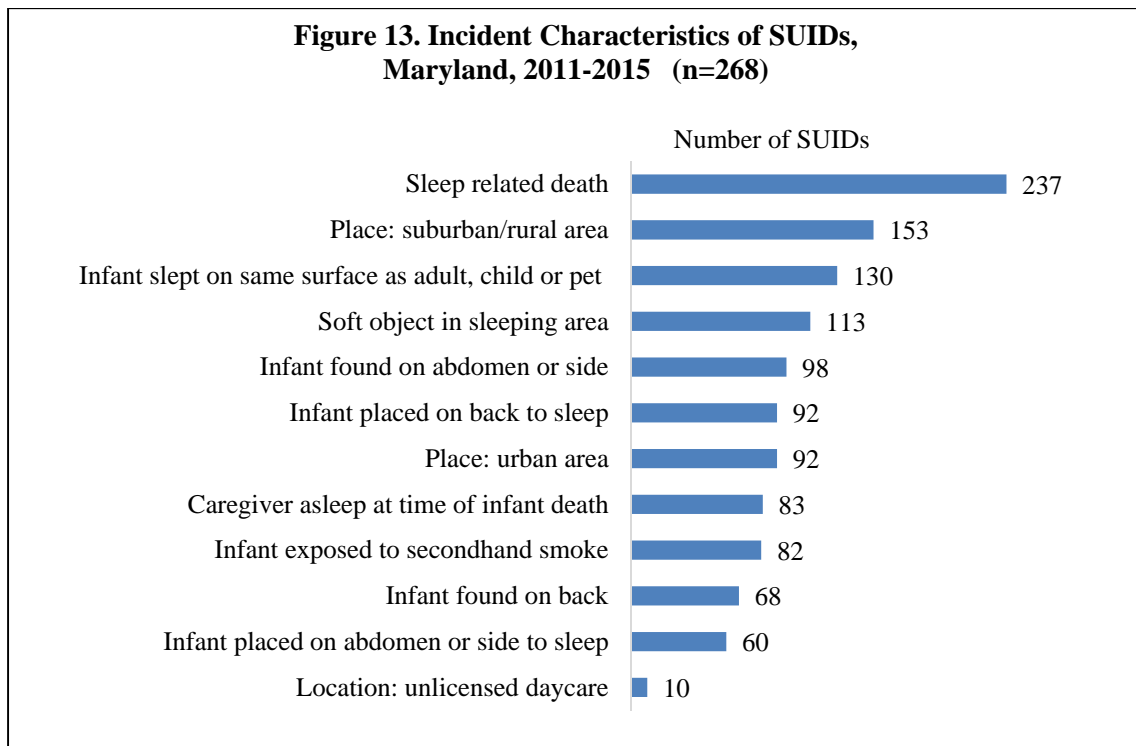 Figure 13. Incident Characteristics of SUIDs,
Maryland, 2011-2015 (n=268)
Number of SUIDs
Sleep related death 237
Place: suburban/rural area 153
Infant slept on same surface as adult, child or pet 130
Soft object in sleeping area 113
Infant found on abdomen or side 98
Infant placed on back to sleep 92
Place: urban area 92
Caregiver asleep at time of infant death 83
Infant exposed to secondhand smoke 82
Infant found on back 68
Infant placed on abdomen or side to sleep 60
Location: unlicensed daycare 10